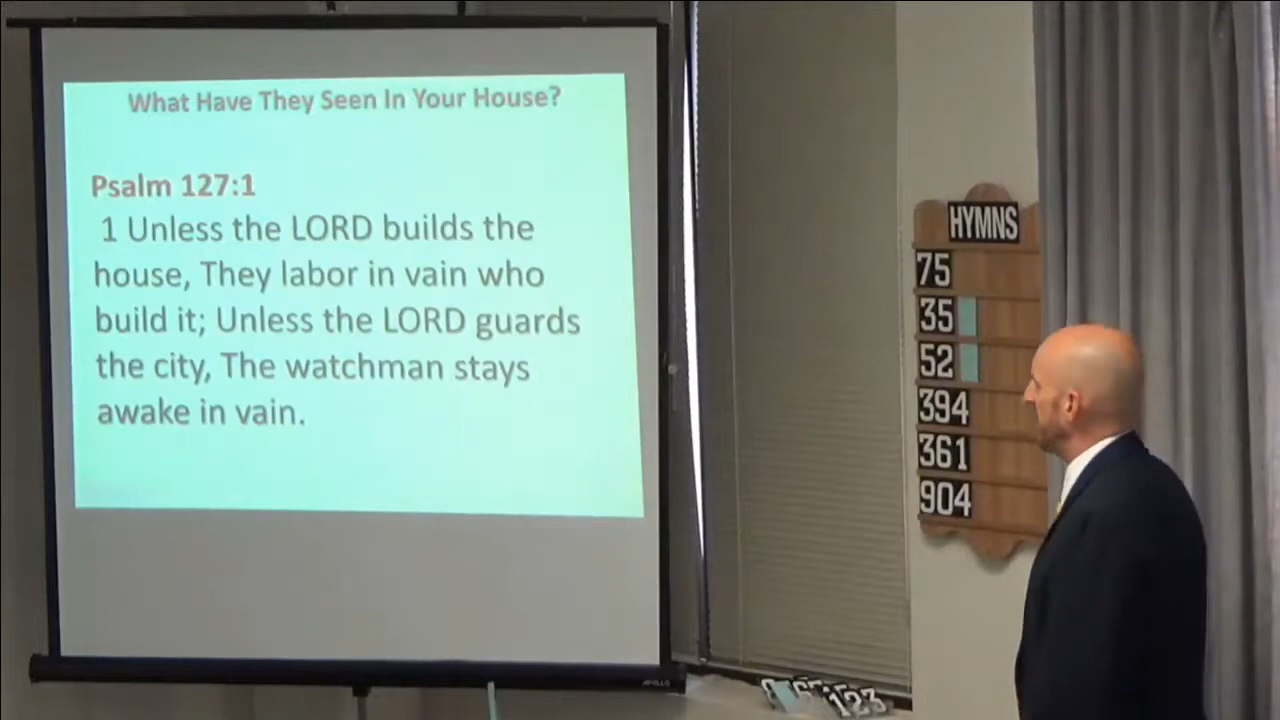 What Have They Seen In Your House?
Psalm 127:1
1 Unless the LORD builds the
house, They labor in vain who
build it; Unless the LORD guards
the city, The watchman stays
awake in vain.
HYMNS
75
35
52
394
361
904
APOLLO
123